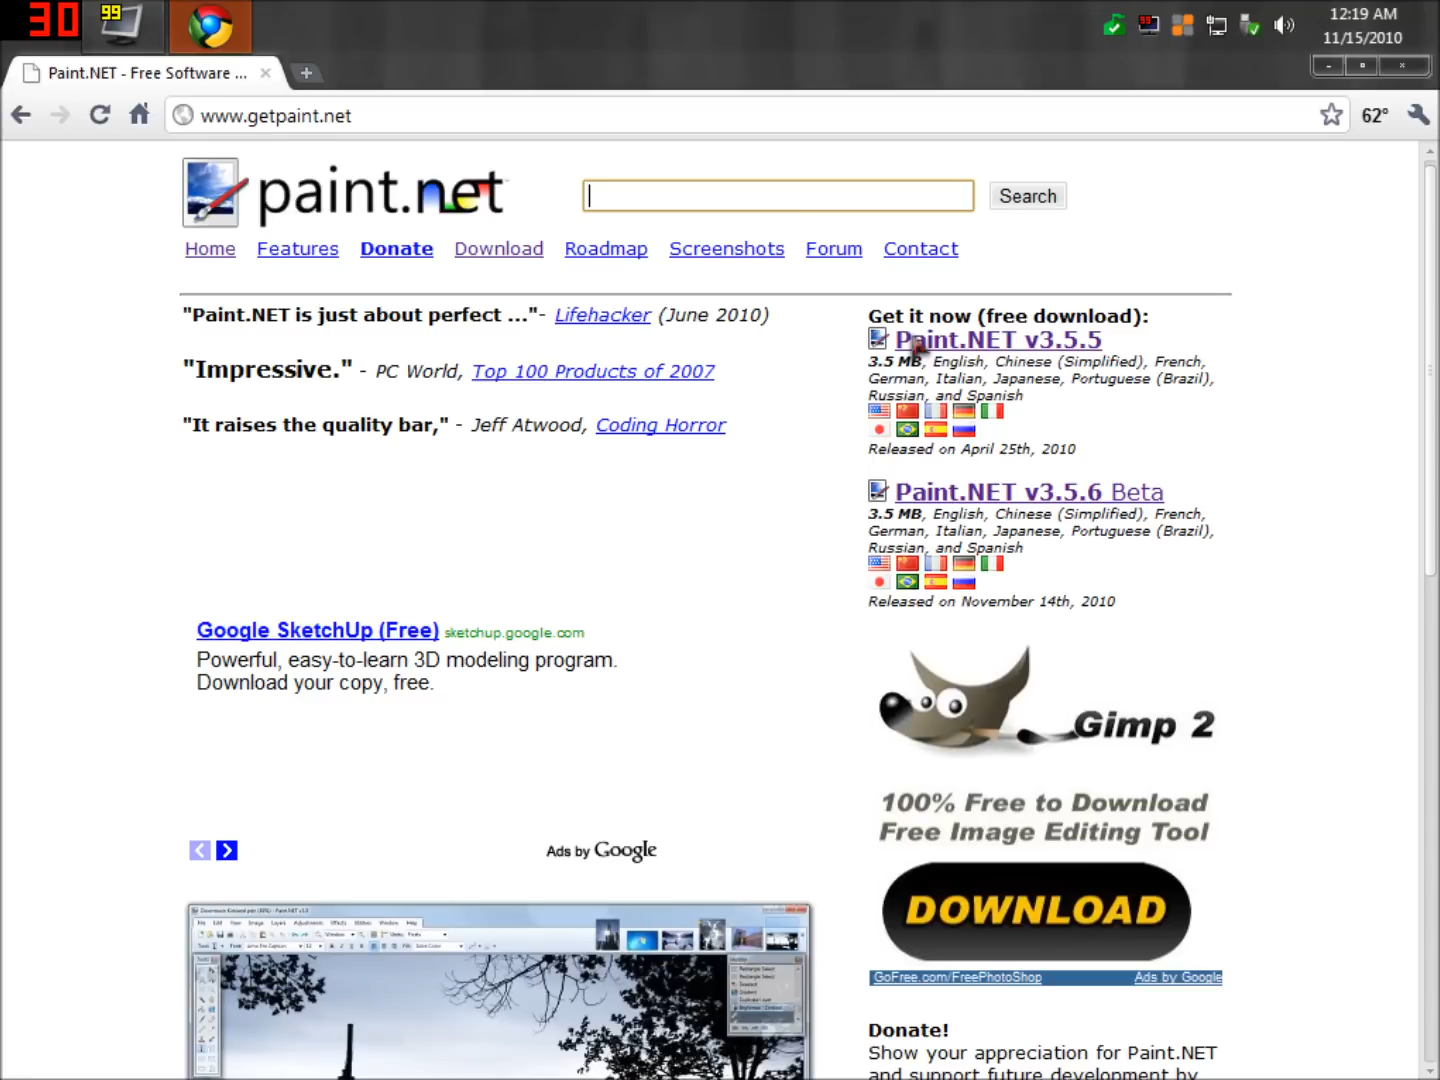 30
99
99
12:19 AM
11/15/2010
Paint.NET - Free Software ...
www.getpaint.net
62°
paint.net
Search
Home Features Donate Download Roadmap Screenshots Forum Contact
"Paint.NET is just about perfect ..."- Lifehacker (June 2010)
"Impressive." - PC World, Top 100 Products of 2007
"It raises the quality bar," - Jeff Atwood, Coding Horror
Google SketchUp (Free) sketchup.google.com
Powerful, easy-to-learn 3D modeling program.
Download your copy, free.
Ads by Google
Get it now (free download):
Paint.NET v3.5.5
3.5 MB, English, Chinese (Simplified), French,
German, Italian, Japanese, Portuguese (Brazil),
Russian, and Spanish
Released on April 25th, 2010
Paint.NET v3.5.6 Beta
3.5 MB, English, Chinese (Simplified), French,
German, Italian, Japanese, Portuguese (Brazil),
Russian, and Spanish
Released on November 14th, 2010
Gimp 2
100% Free to Download
Free Image Editing Tool
DOWNLOAD
GoFree.com/FreePhotoShop Ads by Google
Donate!
Show your appreciation for Paint.NET
and support future development by